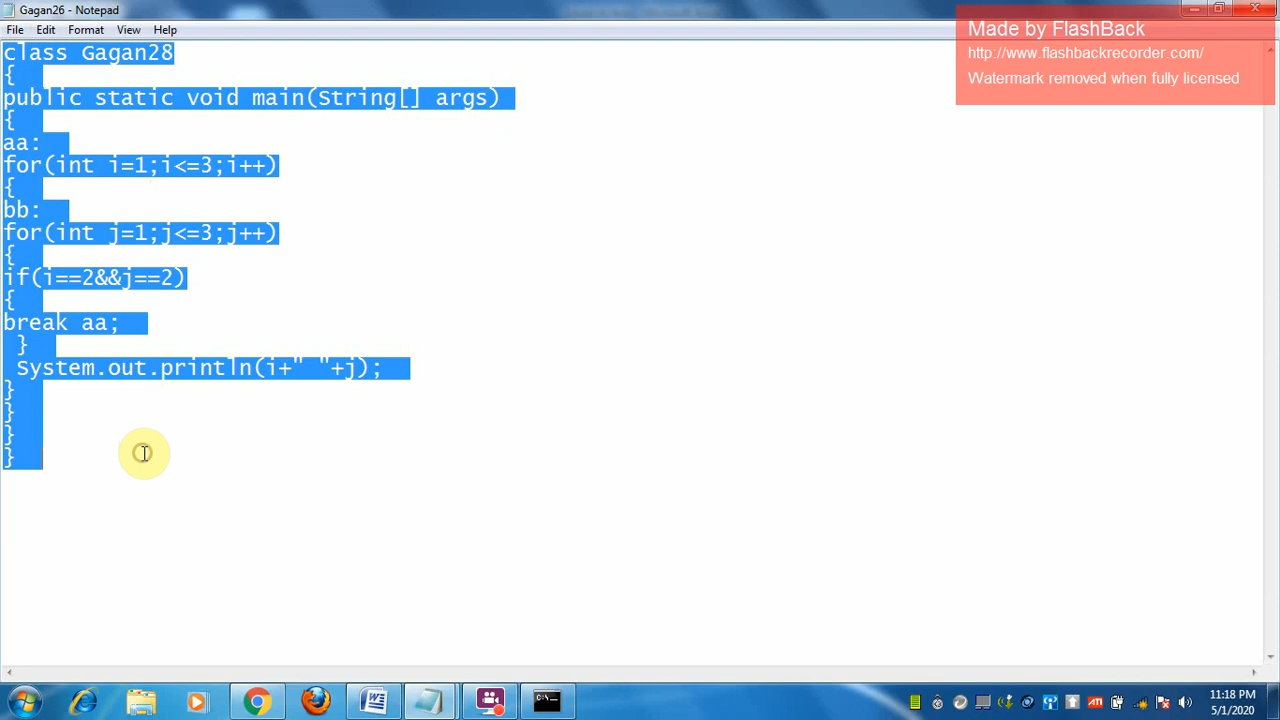 Gagan26 - Notepad
File Edit Format View Help
Made by FlashBack
http://www.flashbackrecorder.com/
Watermark removed when fully licensed
class Gagan28
{
public static void main(String[] args)
{
aa:
for(int i=1;i<=3;i++)
{
bb:
for(int j=1;j<=3;j++)
{
if(i==2&&j==2)
{
break aa;
}
System.out.println(i+" "+j);
}
}
}
}
11:18 PM
5/1/2020